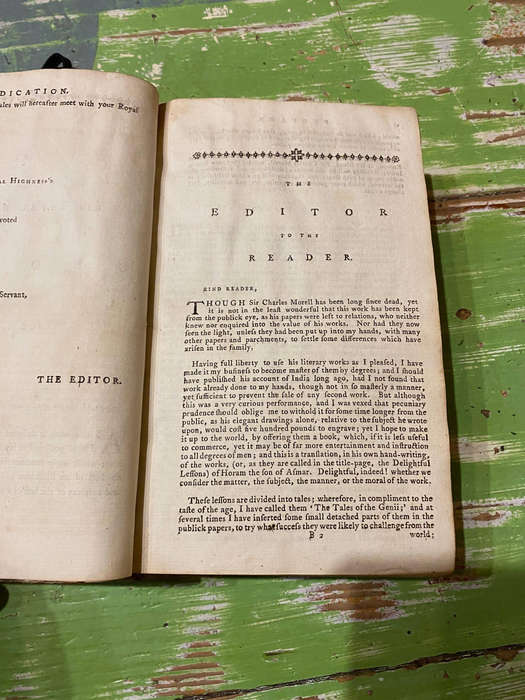 DICATION.
ales will hereafter meet with your Royal
AL HIGHNESS's
voted
Servant,
THE EDITOR.
THE
EDITOR
TO THE
READER.
KIND READER,
THOUGH Sir Charles Morell has been long ſince dead, yet
it is not in the leaſt wonderful that this work has been kept
from the publick eye, as his papers were left to relations, who neither
knew nor enquired into the value of his works. Nor had they now
ſeen the light, unleſs they had been put up into my hands, with many
other papers and parchments, to ſettle ſome differences which have
ariſen in the family.
Having full liberty to uſe his literary works as I pleaſed, I have
made it my buſineſs to become maſter of them by degrees; and I ſhould
have publiſhed his account of India long ago, had I not found that
work already done to my hands, though not in ſo maſterly a manner,
yet ſufficient to prevent the ſale of any ſecond work. But although
this was a very curious performance, and I was vexed that pecuniary
prudence ſhould oblige me to withold it for ſome time longer from the
public, as his elegant drawings alone, relative to the ſubject he wrote
upon, would coſt five hundred pounds to engrave; yet I hope to make
it up to the world, by offering them a book, which, if it is leſs uſeful
to commerce, yet it may be of far more entertainment and inſtruction
to all degrees of men; and this is a tranſlation, in his own hand-writing,
of the works, (or, as they are called in the title-page, the Delightful
Leſſons) of Horam the ſon of Aſmar. Delightful, indeed! whether we
conſider the matter, the ſubject, the manner, or the moral of the work.
Theſe leſſons are divided into tales; wherefore, in compliment to the
taſte of the age, I have called them 'The Tales of the Genii;' and at
ſeveral times I have inſerted ſome ſmall detached parts of them in the
publick papers, to try what ſucceſs they were likely to challenge from the
B 2 world;